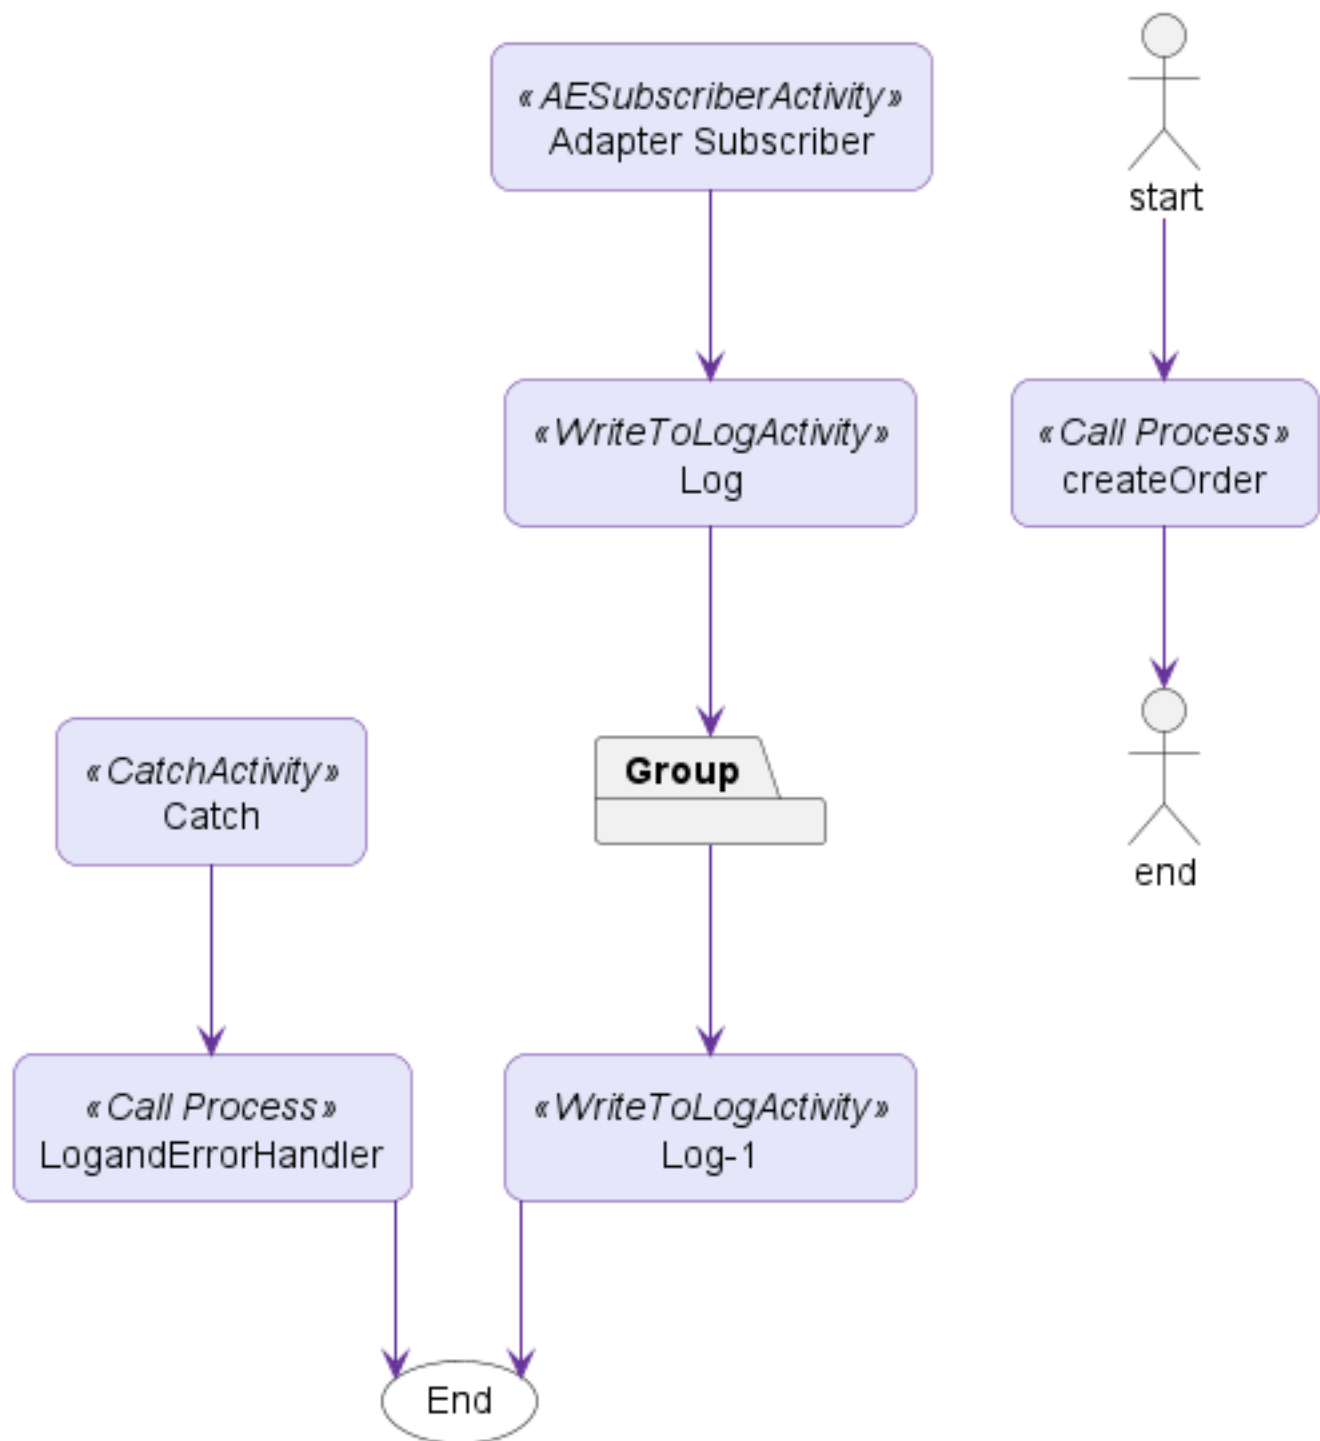 «AESubscriberActivity»
Adapter Subscriber
start
«WriteToLogActivity»
Log
«Call Process»
createOrder
«CatchActivity»
Catch
Group
end
«Call Process»
LogandErrorHandler
«WriteToLogActivity»
Log-1
End